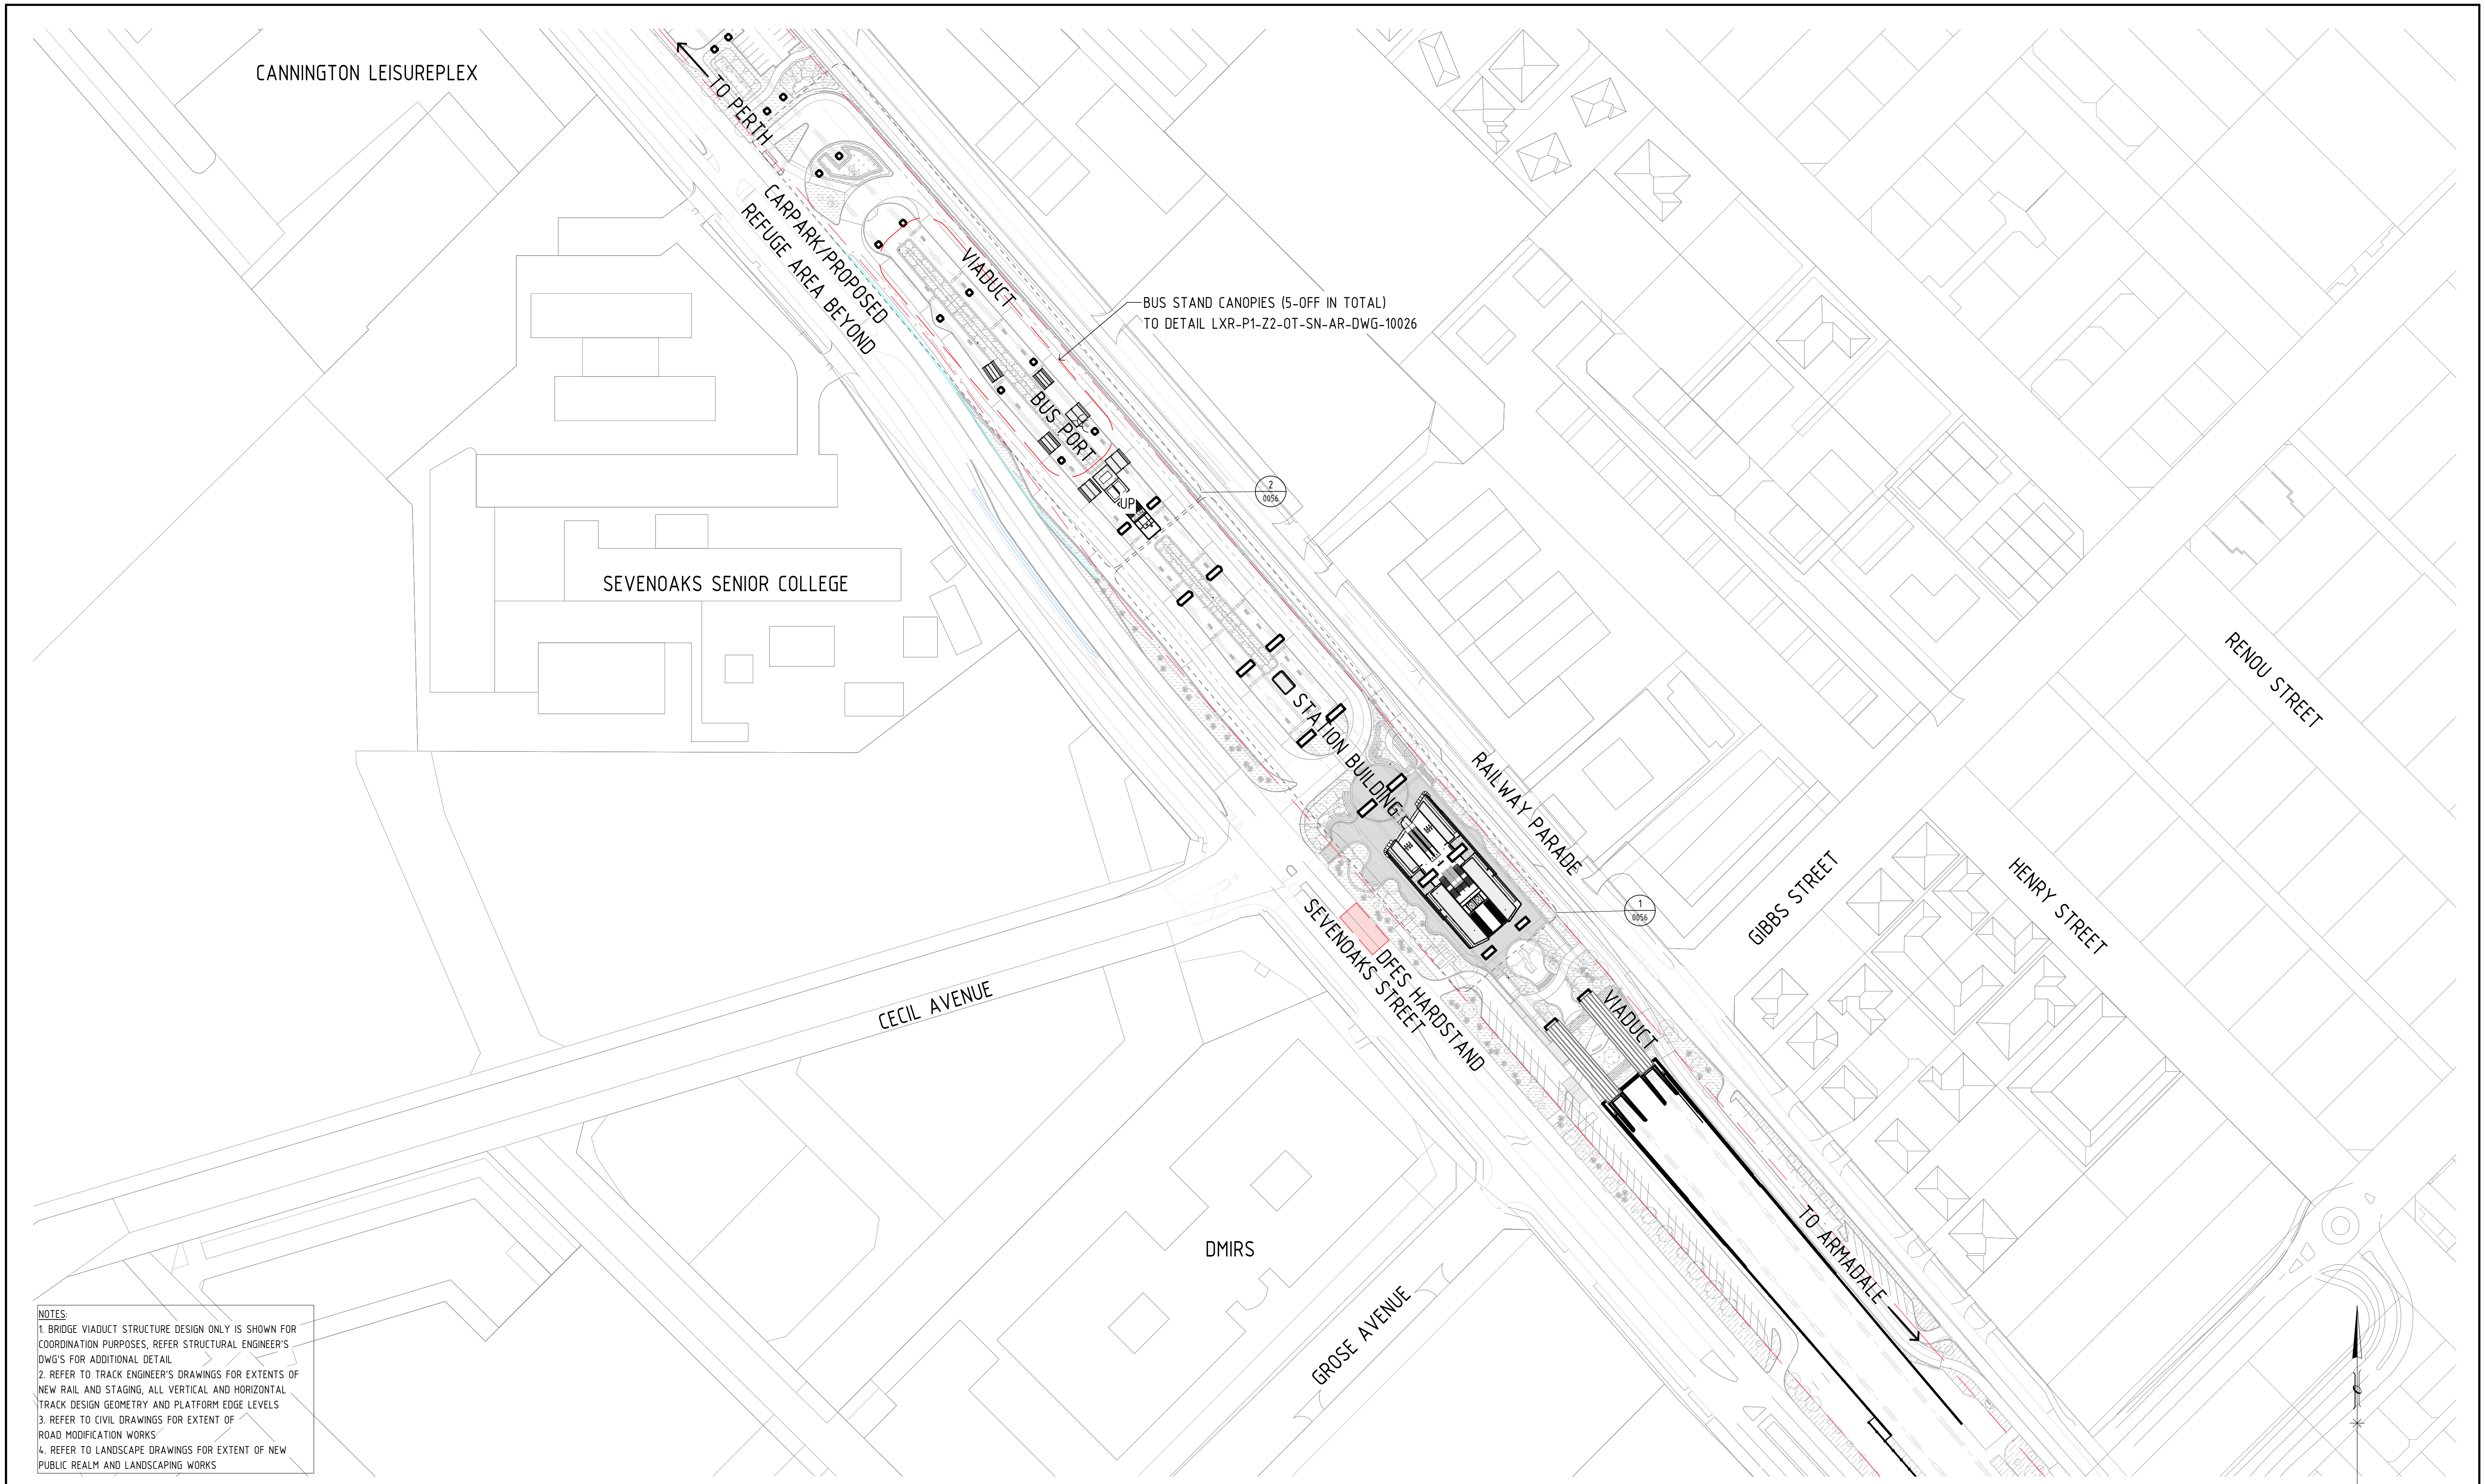 CANNINGTON LEISUREPLEX
TO PERTH
CARPARK/PROPOSED
REFUGE AREA BEYOND
VIADUCT
BUS STAND CANOPIES (5-OFF IN TOTAL)
TO DETAIL LXR-P1-Z2-OT-SN-AR-DWG-10026
BUS PORT
UP
2
0056
SEVENOAKS SENIOR COLLEGE
STATION BUILDING
RENOU STREET
RAILWAY PARADE
GIBBS STREET
HENRY STREET
1
0056
SEVENOAKS STREET
DFES HARDSTAND
CECIL AVENUE
VIADUCT
TO ARMADALE
DMIRS
GROSE AVENUE
NOTES:
1. BRIDGE VIADUCT STRUCTURE DESIGN ONLY IS SHOWN FOR
COORDINATION PURPOSES, REFER STRUCTURAL ENGINEER'S
DWG'S FOR ADDITIONAL DETAIL
2. REFER TO TRACK ENGINEER'S DRAWINGS FOR EXTENTS OF
NEW RAIL AND STAGING, ALL VERTICAL AND HORIZONTAL
TRACK DESIGN GEOMETRY AND PLATFORM EDGE LEVELS
3. REFER TO CIVIL DRAWINGS FOR EXTENT OF
ROAD MODIFICATION WORKS
4. REFER TO LANDSCAPE DRAWINGS FOR EXTENT OF NEW
PUBLIC REALM AND LANDSCAPING WORKS